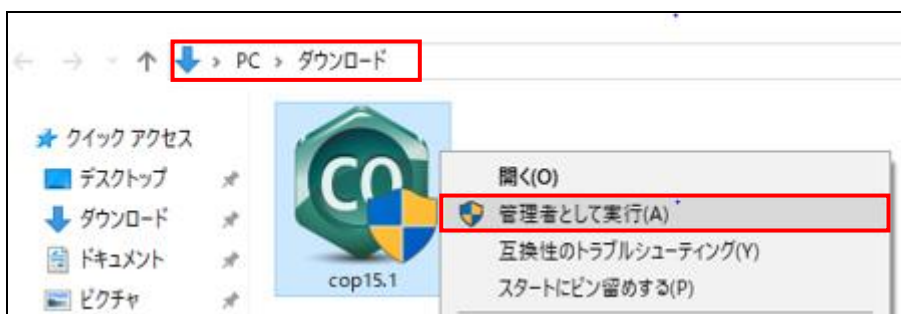 PC > ダウンロード
クイック アクセス
デスクトップ
ダウンロード
ドキュメント
ピクチャ
CO
cop15.1
開く(O)
管理者として実行(A)
互換性のトラブルシューティング(Y)
スタートにピン留めする(P)